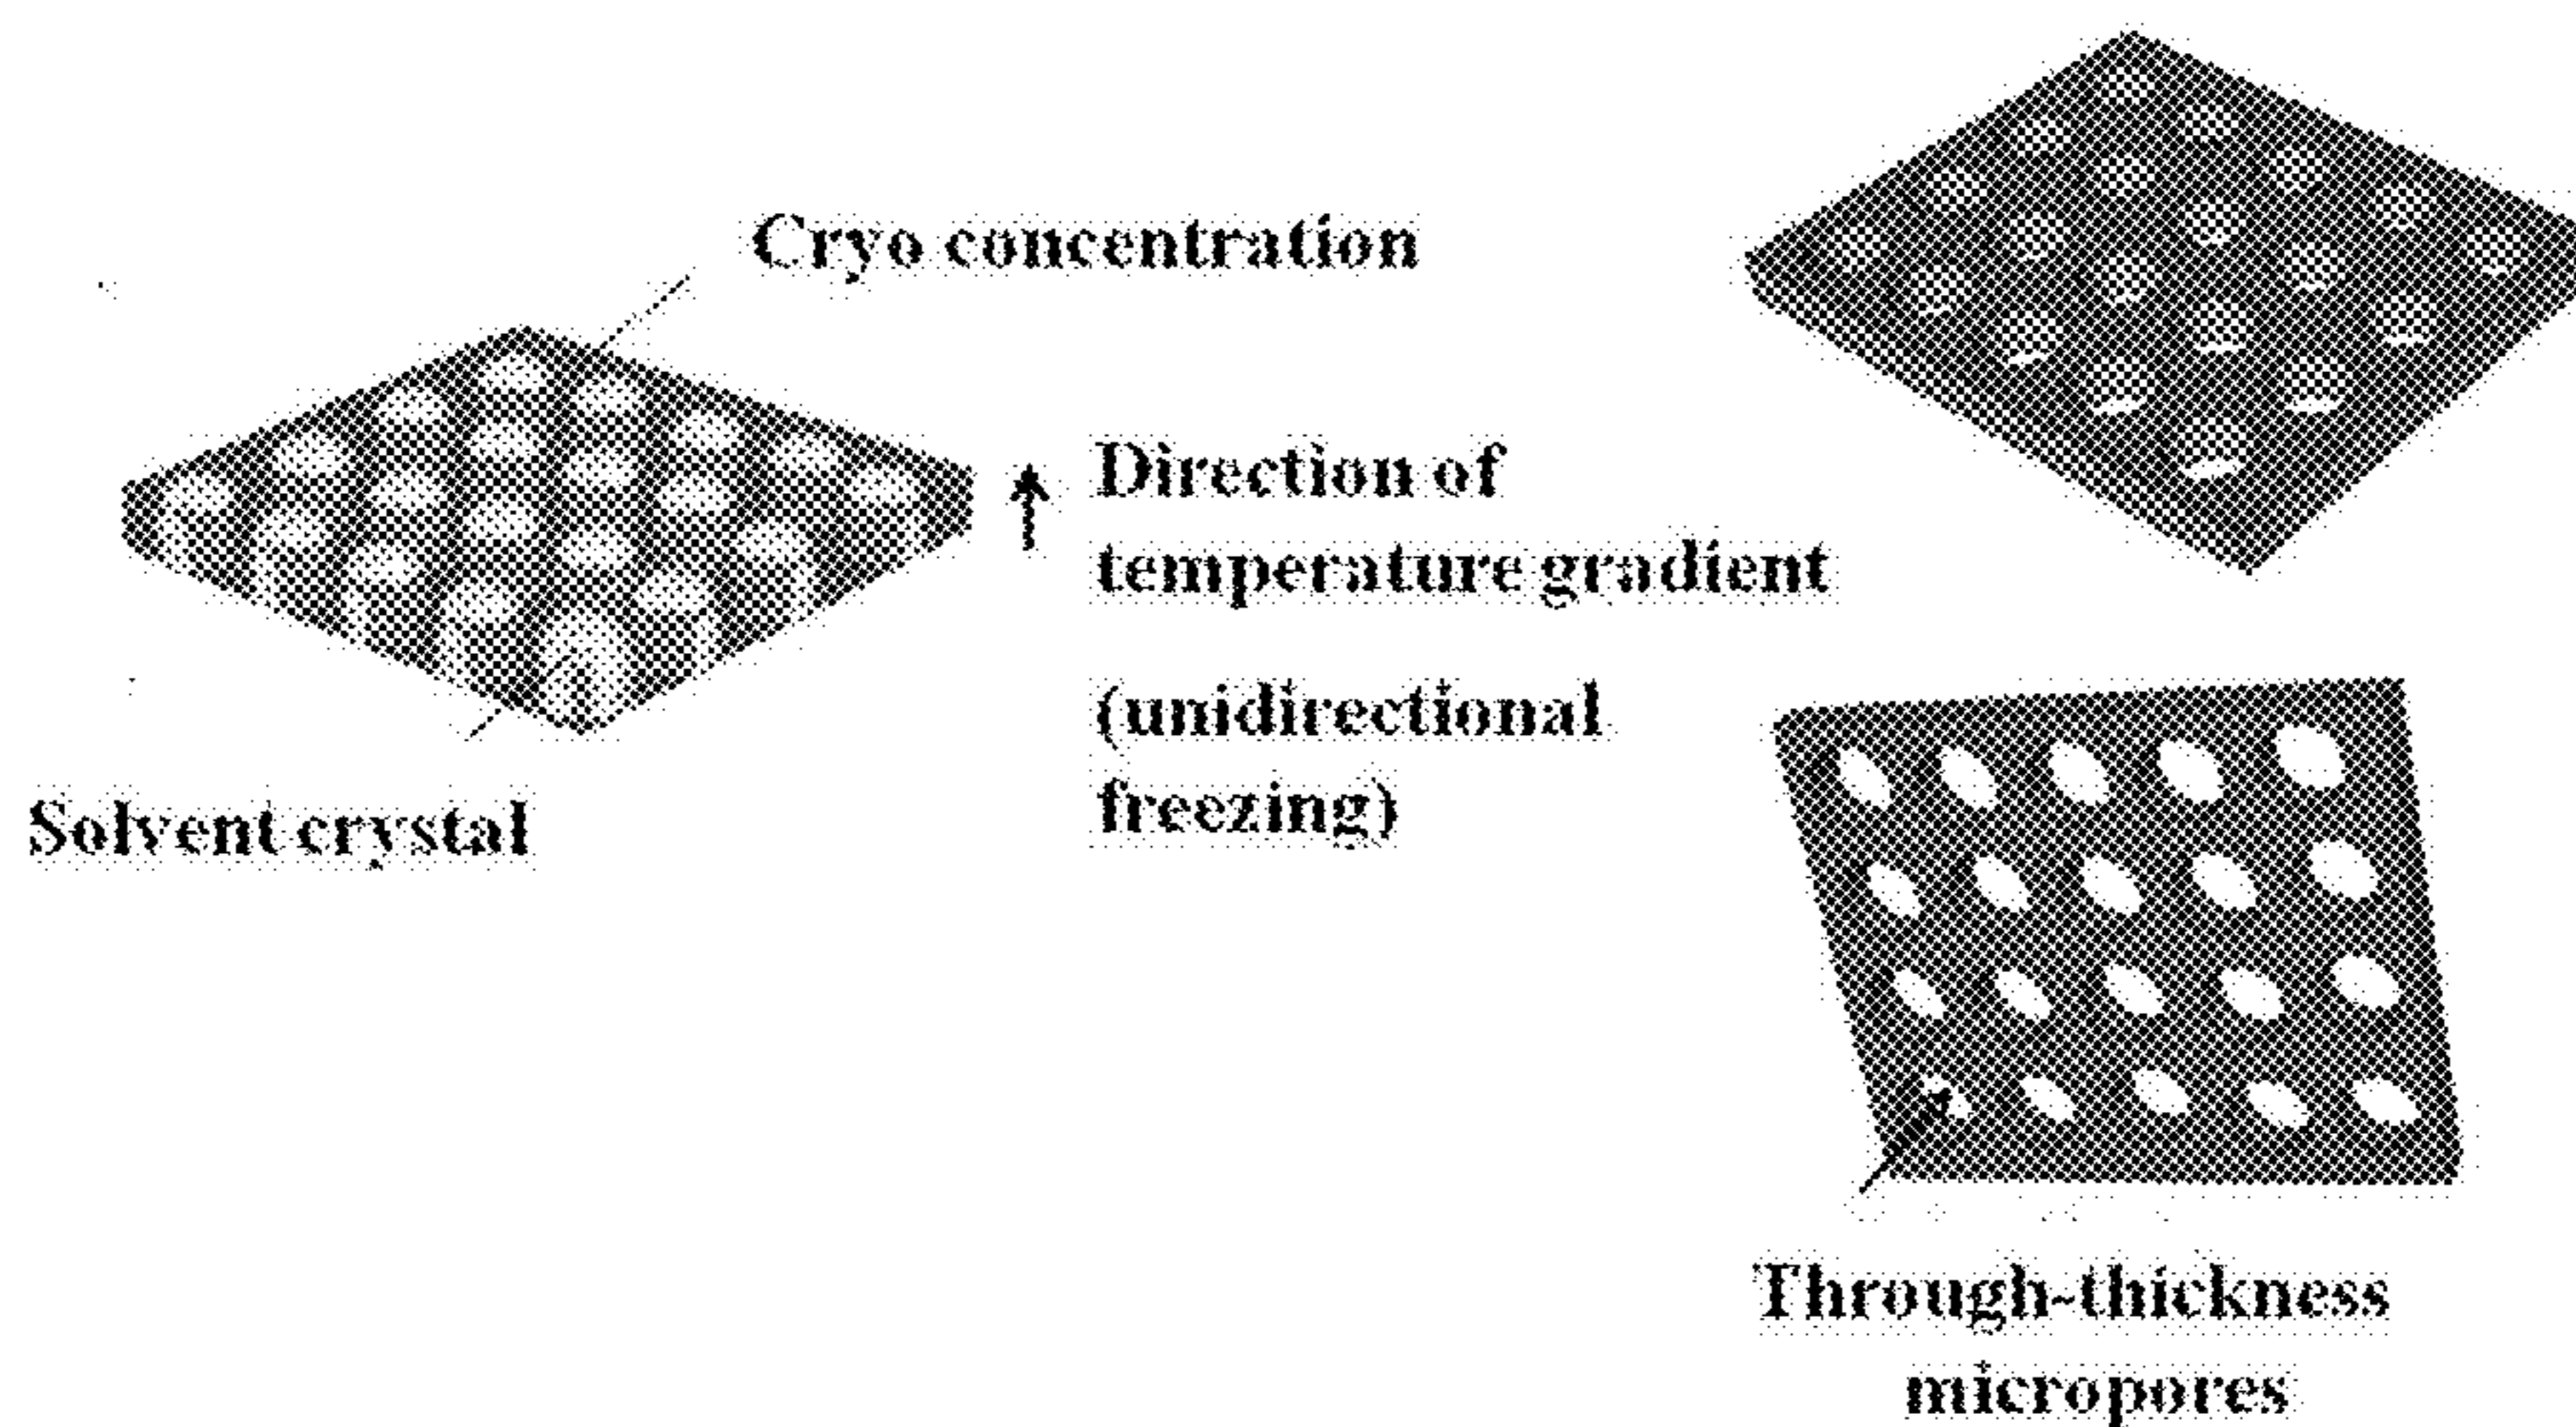 Cryo concentration
Direction of
temperature gradient
(unidirectional
freezing)
Solvent crystal
Through-thickness
micropores